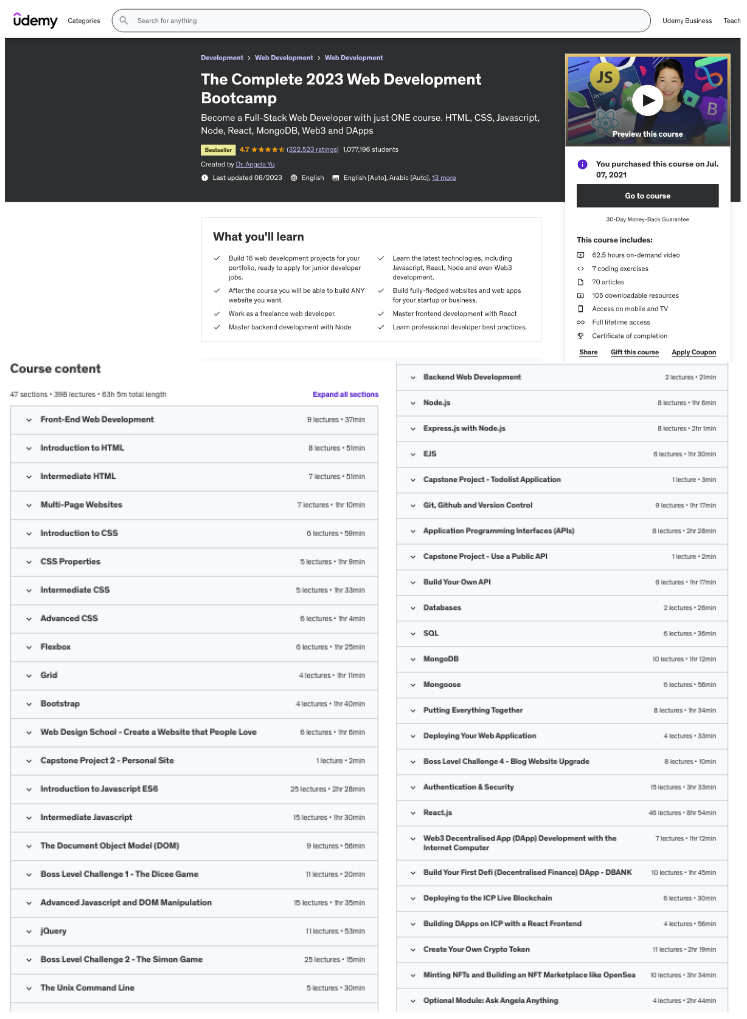 udemy
Categories
Search for anything
Udemy Business
Teach
Development > Web Development > Web Development
The Complete 2023 Web Development
Bootcamp
Become a Full-Stack Web Developer with just ONE course. HTML, CSS, Javascript,
Node, React, MongoDB, Web3 and DApps
Bestseller 4.7 (322,523 ratings) 1,077,196 students
Created by Dr. Angela Yu
Last updated 08/2023 English English [Auto], Arabic [Auto], 13 more
JS
B
Preview this course
You purchased this course on Jul.
07, 2021
Go to course
30-Day Money-Back Guarantee
This course includes:
62.5 hours on-demand video
7 coding exercises
70 articles
105 downloadable resources
Access on mobile and TV
Full lifetime access
Certificate of completion
Share Gift this course Apply Coupon
What you'll learn
Build 16 web development projects for your
portfolio, ready to apply for junior developer
jobs.
After the course you will be able to build ANY
website you want.
Work as a freelance web developer.
Master backend development with Node
Learn the latest technologies, including
Javascript, React, Node and even Web3
development.
Build fully-fledged websites and web apps
for your startup or business.
Master frontend development with React
Learn professional developer best practices.
Course content
47 sections • 398 lectures • 63h 5m total length
Expand all sections
Front-End Web Development 9 lectures • 37min
Introduction to HTML 8 lectures • 51min
Intermediate HTML 7 lectures • 51min
Multi-Page Websites 7 lectures • 1hr 10min
Introduction to CSS 6 lectures • 59min
CSS Properties 5 lectures • 1hr 9min
Intermediate CSS 5 lectures • 1hr 33min
Advanced CSS 6 lectures • 1hr 4min
Flexbox 6 lectures • 1hr 25min
Grid 4 lectures • 1hr 11min
Bootstrap 4 lectures • 1hr 40min
Web Design School - Create a Website that People Love 6 lectures • 1hr 6min
Capstone Project 2 - Personal Site 1 lecture • 2min
Introduction to Javascript ES6 25 lectures • 2hr 28min
Intermediate Javascript 15 lectures • 1hr 30min
The Document Object Model (DOM) 9 lectures • 56min
Boss Level Challenge 1 - The Dicee Game 11 lectures • 20min
Advanced Javascript and DOM Manipulation 15 lectures • 1hr 35min
jQuery 11 lectures • 53min
Boss Level Challenge 2 - The Simon Game 25 lectures • 15min
The Unix Command Line 5 lectures • 30min
Backend Web Development 2 lectures • 21min
Node.js 8 lectures • 1hr 6min
Express.js with Node.js 8 lectures • 2hr 1min
EJS 6 lectures • 1hr 30min
Capstone Project - Todolist Application 1 lecture • 3min
Git, Github and Version Control 9 lectures • 1hr 17min
Application Programming Interfaces (APIs) 8 lectures • 2hr 28min
Capstone Project - Use a Public API 1 lecture • 2min
Build Your Own API 6 lectures • 1hr 17min
Databases 2 lectures • 26min
SQL 6 lectures • 36min
MongoDB 10 lectures • 1hr 12min
Mongoose 6 lectures • 56min
Putting Everything Together 8 lectures • 1hr 34min
Deploying Your Web Application 4 lectures • 33min
Boss Level Challenge 4 - Blog Website Upgrade 8 lectures • 10min
Authentication & Security 15 lectures • 3hr 33min
React.js 46 lectures • 8hr 54min
Web3 Decentralised App (DApp) Development with the 7 lectures • 1hr 12min
Internet Computer
Build Your First Defi (Decentralised Finance) DApp - DBANK 10 lectures • 1hr 45min
Deploying to the ICP Live Blockchain 6 lectures • 30min
Building DApps on ICP with a React Frontend 4 lectures • 56min
Create Your Own Crypto Token 11 lectures • 2hr 19min
Minting NFTs and Building an NFT Marketplace like OpenSea 10 lectures • 3hr 34min
Optional Module: Ask Angela Anything 4 lectures • 2hr 44min